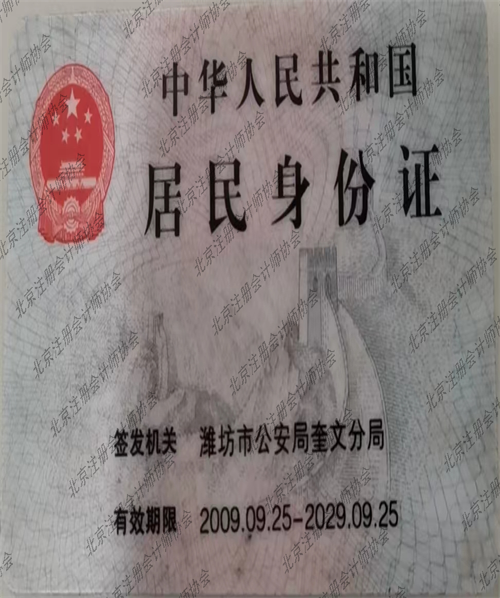 中华人民共和国
居民身份证
签发机关 潍坊市公安局奎文分局
有效期限 2009.09.25-2029.09.25
北京注册会计师协会